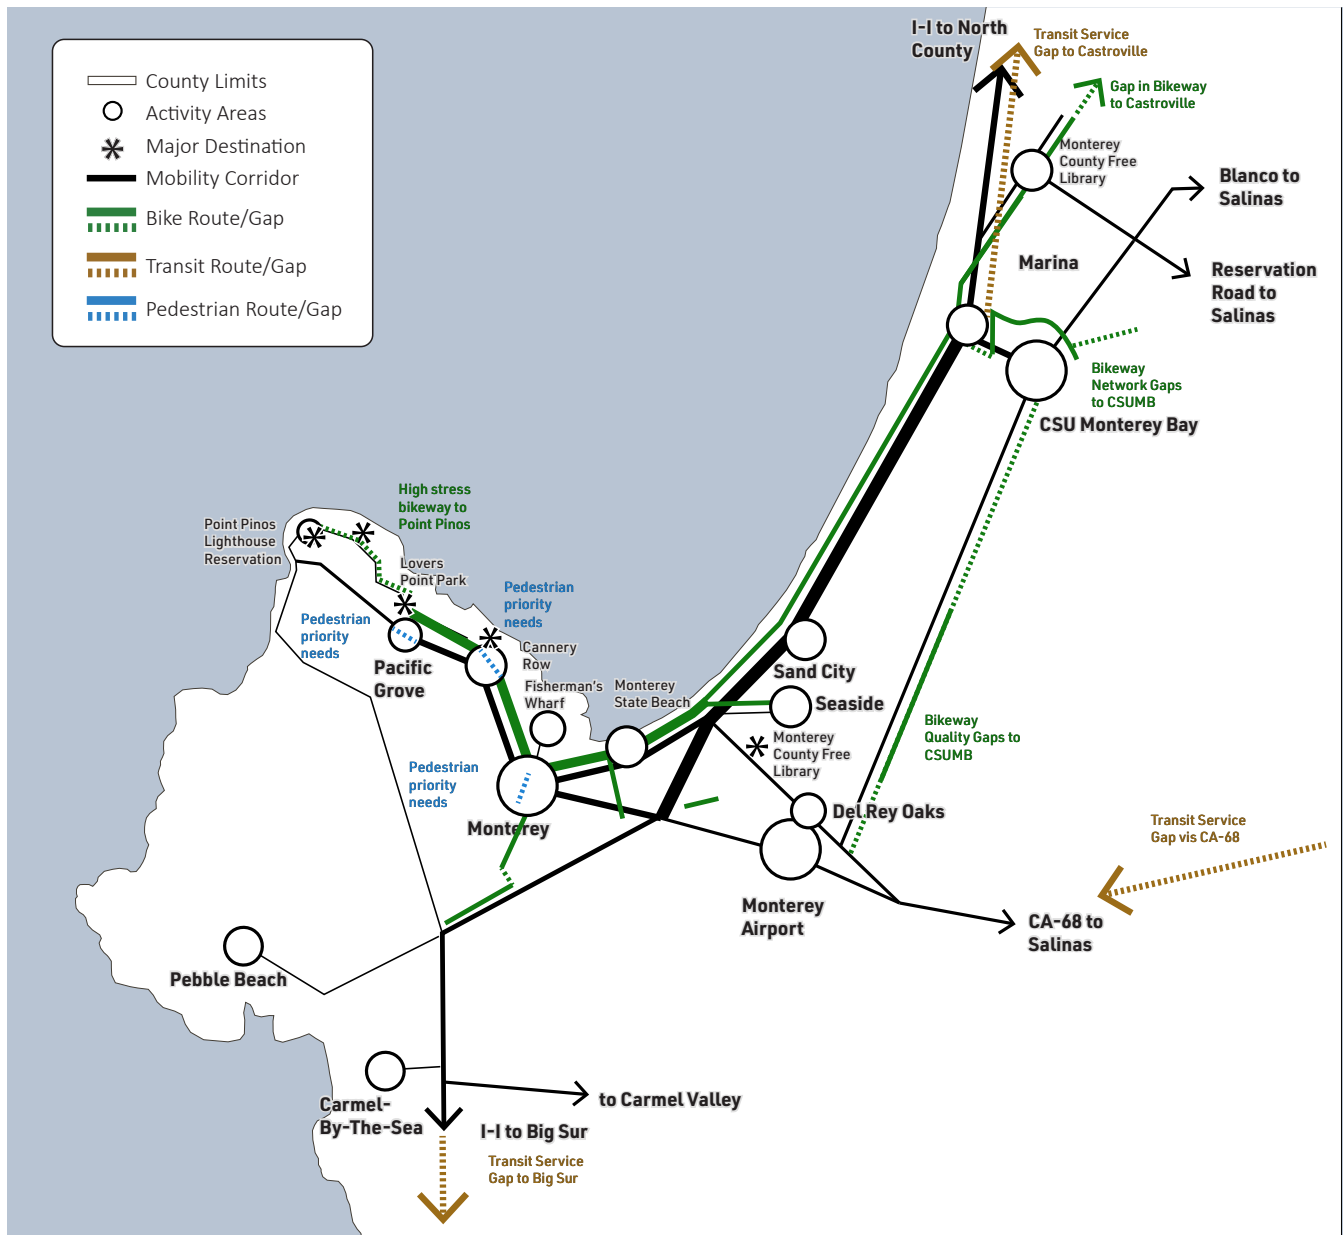 County Limits
Activity Areas
Major Destination
Mobility Corridor
Bike Route/Gap
Transit Route/Gap
Pedestrian Route/Gap
I-I to North
County
Transit Service
Gap to Castroville
Gap in Bikeway
to Castroville
Monterey
County Free
Library
Blanco to
Salinas
Marina
Reservation
Road to
Salinas
Bikeway
Network Gaps
to CSUMB
CSU Monterey Bay
High stress
bikeway to
Point Pinos
Point Pinos
Lighthouse
Reservation
Lovers
Point Park
Pedestrian
priority
needs
Pedestrian
priority
needs
Pacific
Grove
Cannery
Row
Fisherman's
Wharf
Monterey
State Beach
Sand City
Seaside
Monterey
County Free
Library
Bikeway
Quality Gaps to
CSUMB
Pedestrian
priority
needs
Monterey
Del Rey Oaks
Transit Service
Gap vis CA-68
Monterey
Airport
CA-68 to
Salinas
Pebble Beach
Carmel-
By-The-Sea
to Carmel Valley
I-I to Big Sur
Transit Service
Gap to Big Sur